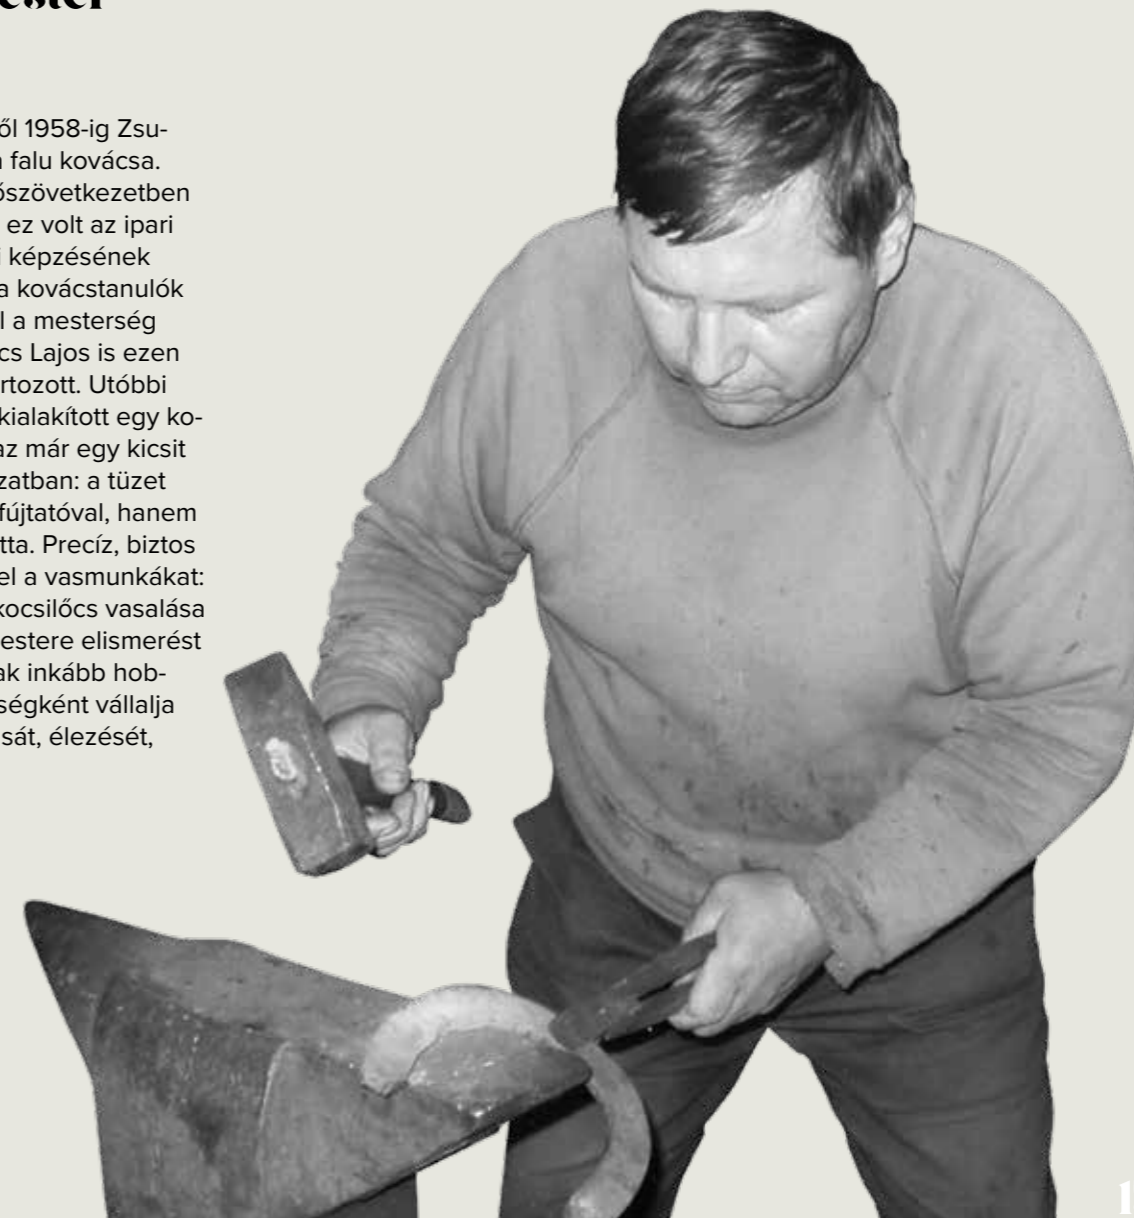 ől 1958-ig Zsu-
falu kovácsa.
őszövetkezetben
ez volt az ipari
képzésének
a kovácstanulók
l a mesterség
cs Lajos is ezen
rtozott. Utóbbi
kialakított egy ko-
az már egy kicsit
zatban: a tüzet
fújtatóval, hanem
tta. Precíz, biztos
el a vasmunkákat:
kocsilőcs vasalása
estere elismerést
ak inkább hob-
ségként vállalja
sát, élezését,
1